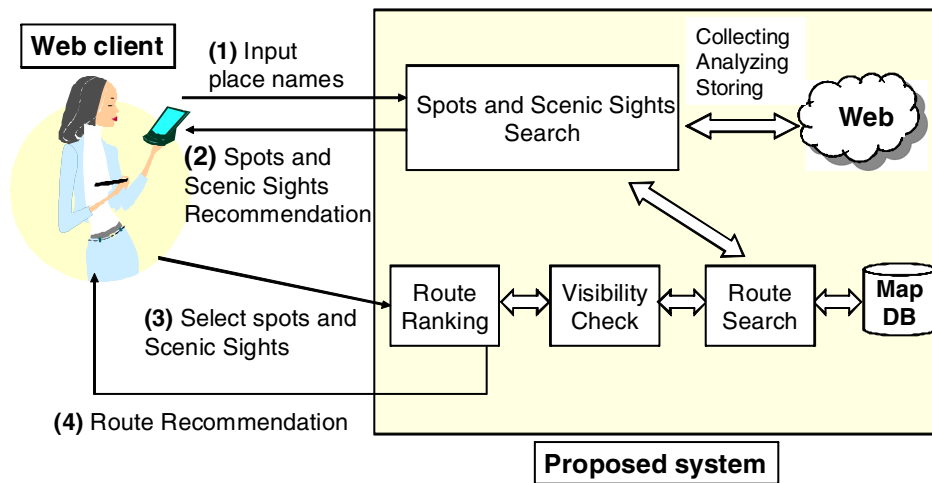 Web client
(1) Input
place names
Collecting
Analyzing
Storing
Spots and Scenic Sights
Search
Web
(2) Spots and
Scenic Sights
Recommendation
Route
Ranking
Visibility
Check
Route
Search
Map
DB
(3) Select spots and
Scenic Sights
(4) Route Recommendation
Proposed system